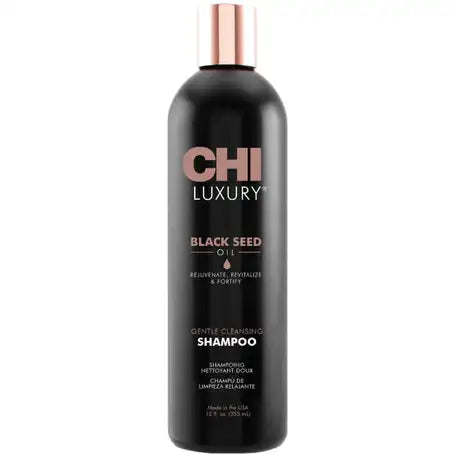 CHI
LUXURY
BLACK SEED
OIL
REJUVENATE, REVITALIZE
& FORTIFY
GENTLE CLEANSING
SHAMPOO
SHAMPOING
NETTOYANT DOUX
CHAMPÚ DE
LIMPIEZA RELAJANTE
Made in the USA
12 fl. oz. (355 mL)